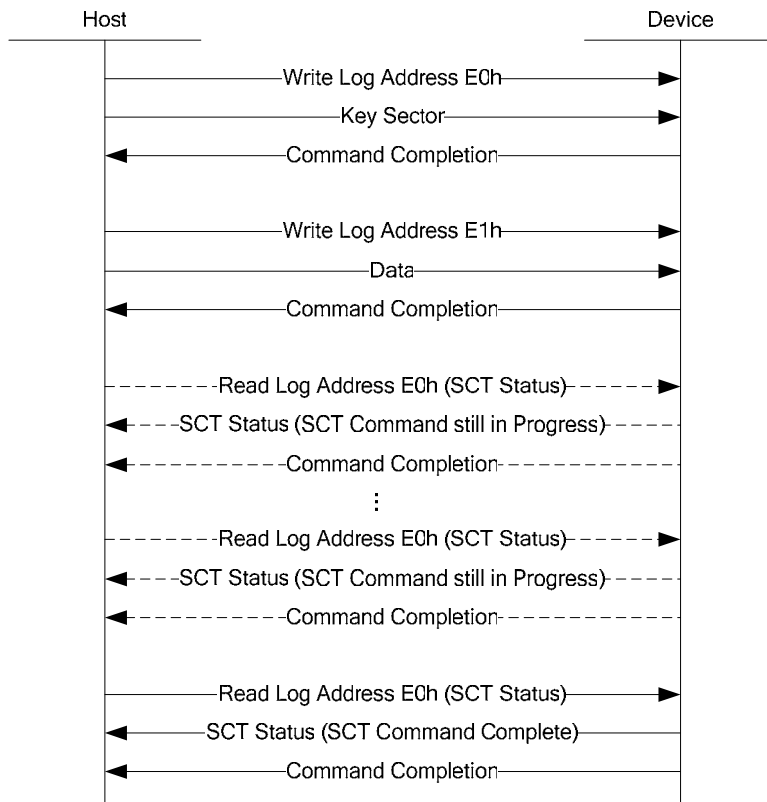 Host Device
Write Log Address E0h
Key Sector
Command Completion
Write Log Address E1h
Data
Command Completion
Read Log Address E0h (SCT Status)
SCT Status (SCT Command still in Progress)
Command Completion
⋮
Read Log Address E0h (SCT Status)
SCT Status (SCT Command still in Progress)
Command Completion
Read Log Address E0h (SCT Status)
SCT Status (SCT Command Complete)
Command Completion